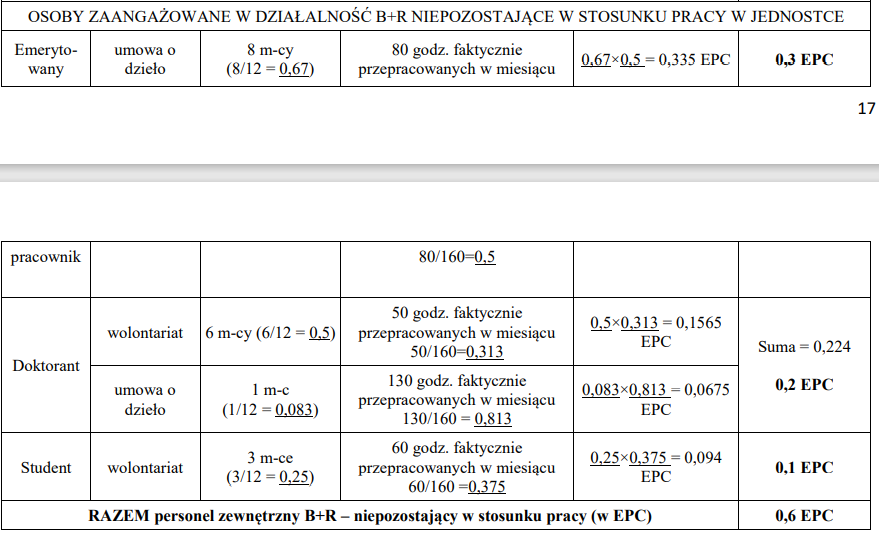 OSOBY ZAANGAŻOWANE W DZIAŁALNOŚĆ B+R NIEPOZOSTAJĄCE W STOSUNKU PRACY W JEDNOSTCE
Emeryto-
wany
umowa o
dzieło
8 m-cy
(8/12 = 0,67)
80 godz. faktycznie
przepracowanych w miesiącu
0,67×0,5 = 0,335 EPC
0,3 EPC
17
pracownik
80/160=0,5
Doktorant
wolontariat
6 m-cy (6/12 = 0,5)
50 godz. faktycznie
przepracowanych w miesiącu
50/160=0,313
0,5×0,313 = 0,1565
EPC
Suma = 0,224
0,2 EPC
umowa o
dzieło
1 m-c
(1/12 = 0,083)
130 godz. faktycznie
przepracowanych w miesiącu
130/160 = 0,813
0,083×0,813 = 0,0675
EPC
Student
wolontariat
3 m-ce
(3/12 = 0,25)
60 godz. faktycznie
przepracowanych w miesiącu
60/160 =0,375
0,25×0,375 = 0,094
EPC
0,1 EPC
RAZEM personel zewnętrzny B+R – niepozostający w stosunku pracy (w EPC)
0,6 EPC